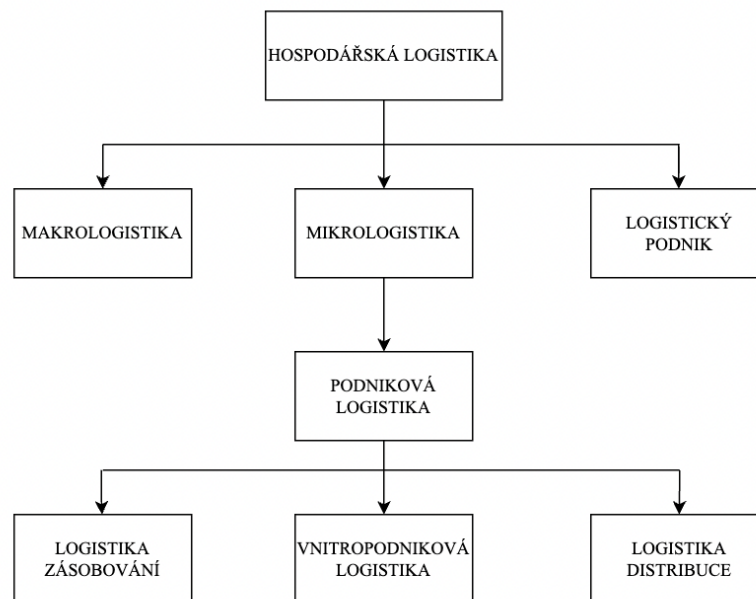 HOSPODÁŘSKÁ LOGISTIKA
MAKROLOGISTIKA
MIKROLOGISTIKA
LOGISTICKÝ
PODNIK
PODNIKOVÁ
LOGISTIKA
LOGISTIKA
ZÁSOBOVÁNÍ
VNITROPODNIKOVÁ
LOGISTIKA
LOGISTIKA
DISTRIBUCE